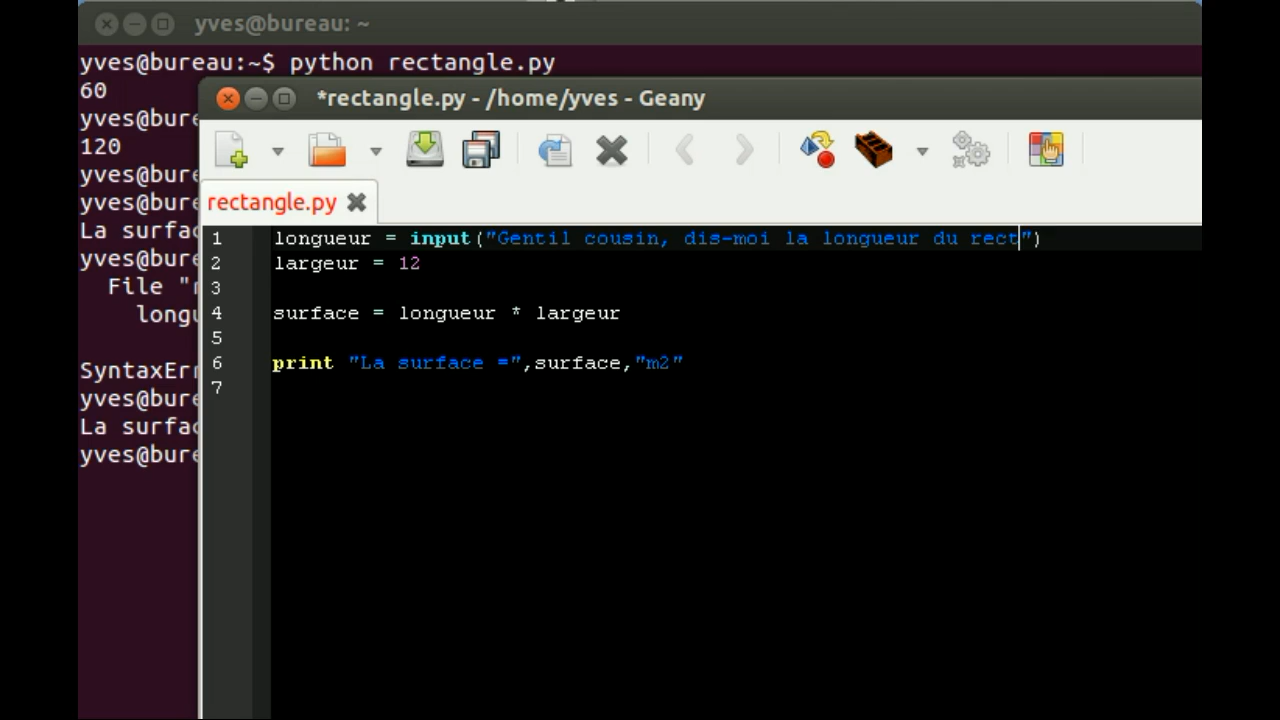 yves@bureau: ~
yves@bureau:~$ python rectangle.py
60
yves@bure
120
yves@bure
yves@bure
La surfac
yves@bure
File "r
longu
SyntaxErr
yves@bure
La surfac
yves@bure
*rectangle.py - /home/yves - Geany
rectangle.py
1 longueur = input("Gentil cousin, dis-moi la longueur du rect")
2 largeur = 12
3
4 surface = longueur * largeur
5
6 print "La surface =",surface,"m2"
7